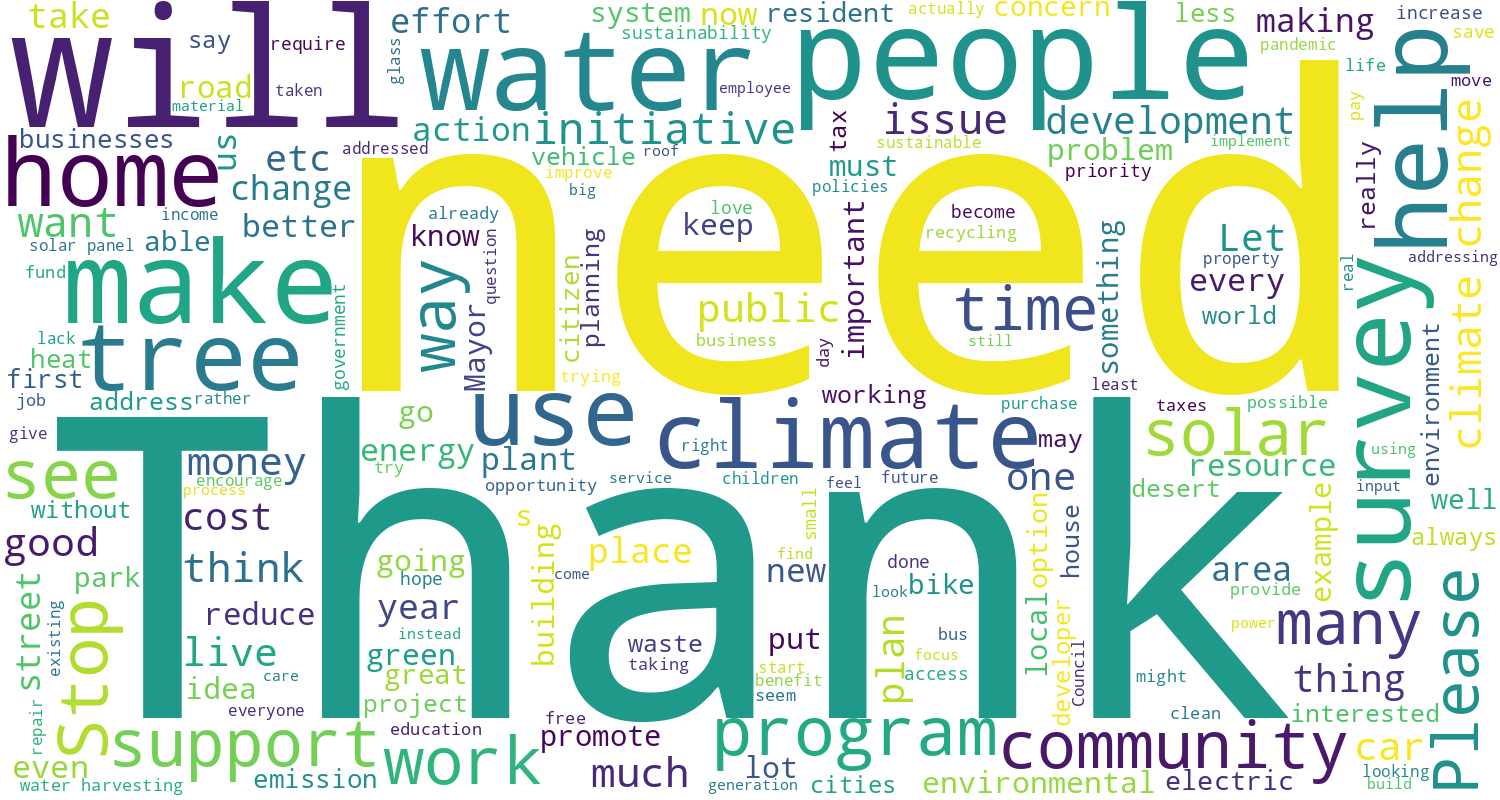 take
will
say
require
road
material
taken
glass
effort
water
system
now
resident
sustainability
employee
people
actually
concern
less
making
pandemic
increase
save
life
move
pay
help
businesses
home
us
etc
change
addressed
action
initiative
vehicle
roof
improve
big
tax
issue
must
policies
development
sustainable
problem
priority
implement
really
climate change
want
income
better
solar panel
able
fund
make
government
need
already
know
question
way
Mayor
citizen
planning
love
keep
public
business
important
day
become
recycling
time
still
something
Let
property
every
world
real
addressing
survey
environment
lack
heat
tree
first
job
address
rather
trying
working
least
give
Thank
go
energy
try
use
plant
opportunity
climate
right
service
children
feel
future
purchase
may
one
taxes
possible
solar
resource
desert
using
input
well
always
see
money
encourage
process
without
cost
good
think
park
street
existing
stop
reduce
live
idea
care
everyone
going
hope
year
instead
green
great
project
s
building
place
come
waste
taking
new
find
small
put
start
benefit
seem
done
look
bike
plan
bus
focus
access
local
option
developer
house
council
area
example
provide
power
many
might
thing
clean
interested
Please
repair
even
support
water harvesting
emission
education
work
free
promote
much
program
lot
generation
cities
community
environmental
electric
car
looking
build